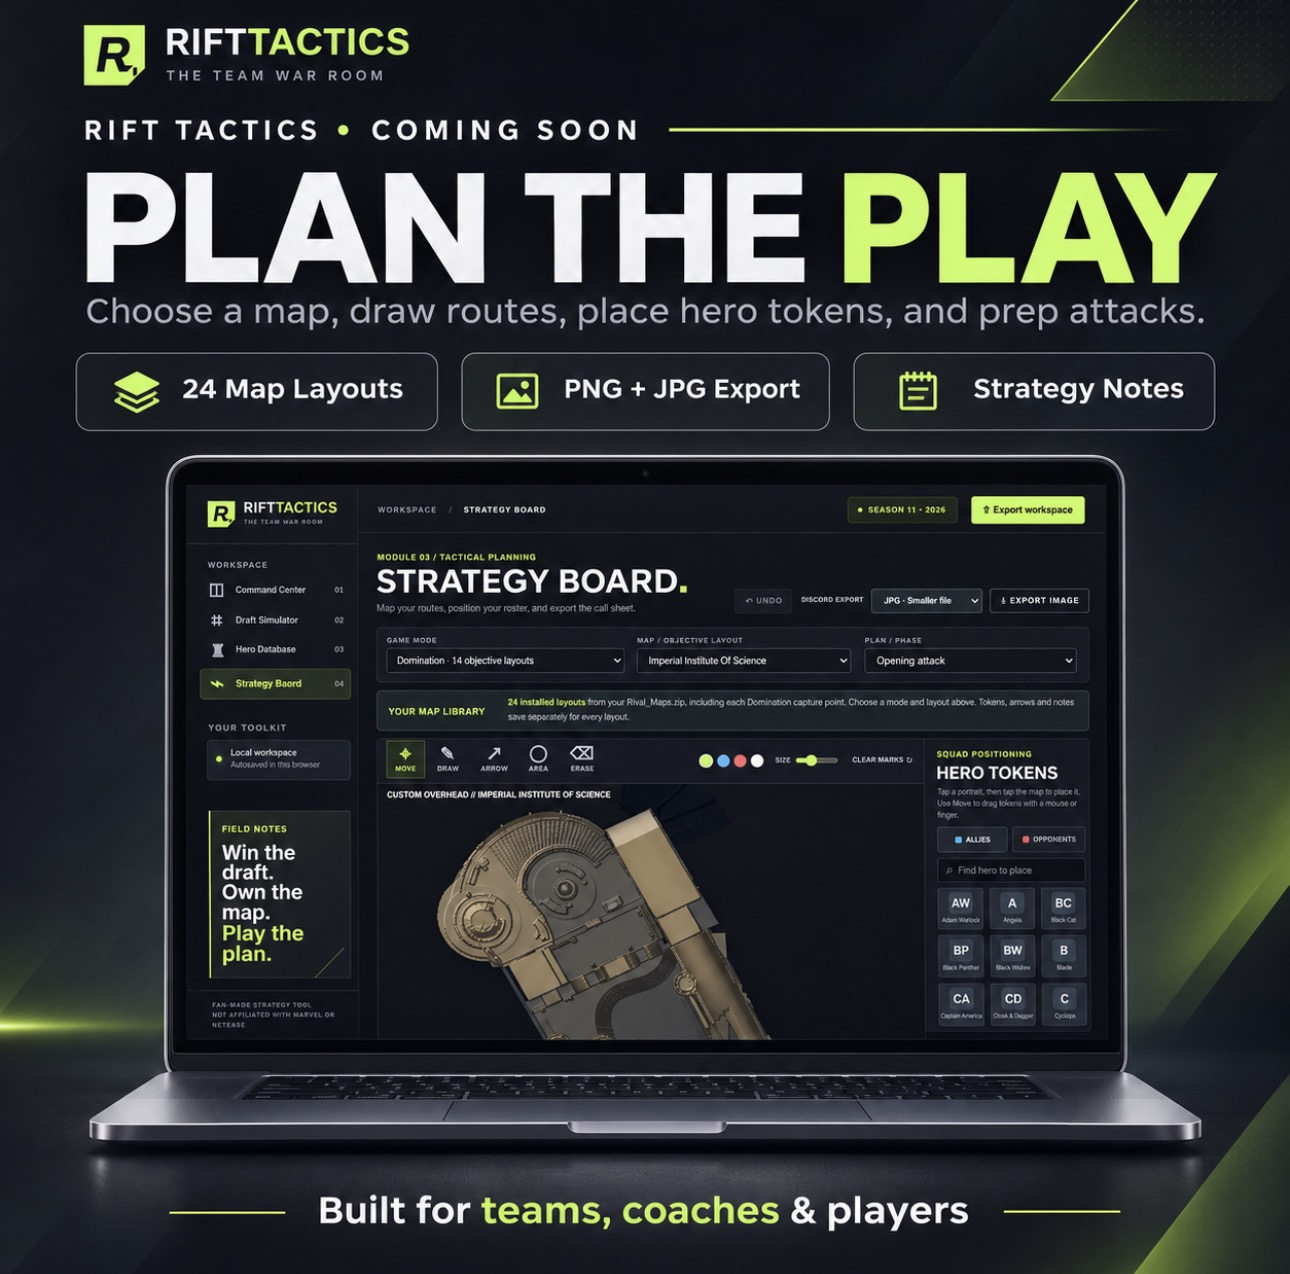 R.
RIFTTACTICS
THE TEAM WAR ROOM
RIFT TACTICS • COMING SOON
PLAN THE PLAY
Choose a map, draw routes, place hero tokens, and prep attacks.
24 Map Layouts
PNG + JPG Export
Strategy Notes
R.
RIFTTACTICS
THE TEAM WAR ROOM
WORKSPACE / STRATEGY BOARD
SEASON 11 • 2026
Export workspace
WORKSPACE
Command Center 01
Draft Simulator 02
Hero Database 03
Strategy Baord 04
YOUR TOOLKIT
Local workspace
Autosaved in this browser
FIELD NOTES
Win the
draft.
Own the
map.
Play the
plan.
FAN-MADE STRATEGY TOOL
NOT AFFILIATED WITH MARVEL OR
NETEASE
MODULE 03 / TACTICAL PLANNING
STRATEGY BOARD.
Map your routes, position your roster, and export the call sheet.
UNDO
DISCORD EXPORT
JPG - Smaller file
EXPORT IMAGE
GAME MODE
Domination · 14 objective layouts
MAP / OBJECTIVE LAYOUT
Imperial Institute Of Science
PLAN / PHASE
Opening attack
YOUR MAP LIBRARY
24 installed layouts from your Rival_Maps.zip, including each Domination capture point. Choose a mode and layout above. Tokens, arrows and notes
save separately for every layout.
MOVE
DRAW
ARROW
AREA
ERASE
SIZE
CLEAR MARKS
CUSTOM OVERHEAD // IMPERIAL INSTITUTE OF SCIENCE
SQUAD POSITIONING
HERO TOKENS
Tap a portrait, then tap the map to place it.
Use Move to drag tokens with a mouse or
finger.
ALLIES
OPPONENTS
Find hero to place
AW
Adam Warlock
A
Angela
BC
Black Cat
BP
Black Panther
BW
Black Widow
B
Blade
CA
Captain America
CD
Cloak & Dagger
C
Cyclops
Built for teams, coaches & players